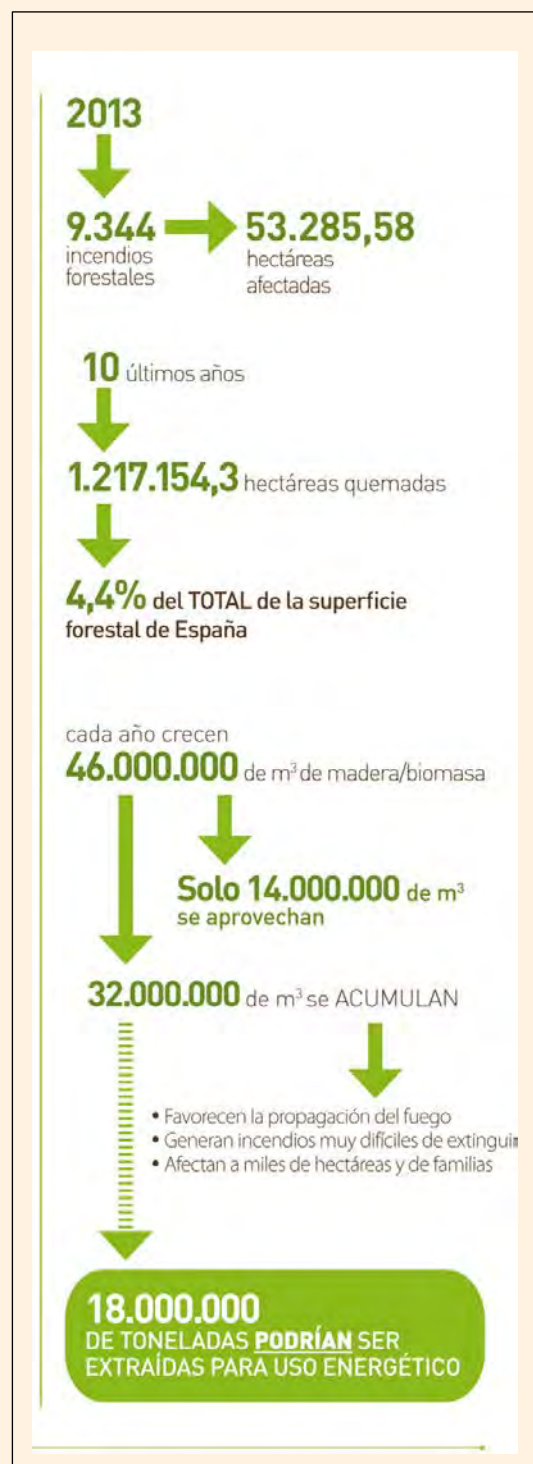 2013
9.344
incendios
forestales
53.285,58
hectáreas
afectadas
10 últimos años
1.217.154,3 hectáreas quemadas
4,4% del TOTAL de la superficie
forestal de España
cada año crecen
46.000.000 de m³ de madera/biomasa
Solo 14.000.000 de m³
se aprovechan
32.000.000 de m³ se ACUMULAN
• Favorecen la propagación del fuego
• Generan incendios muy difíciles de extinguir
• Afectan a miles de hectáreas y de familias
18.000.000
DE TONELADAS PODRÍAN SER
EXTRAÍDAS PARA USO ENERGÉTICO